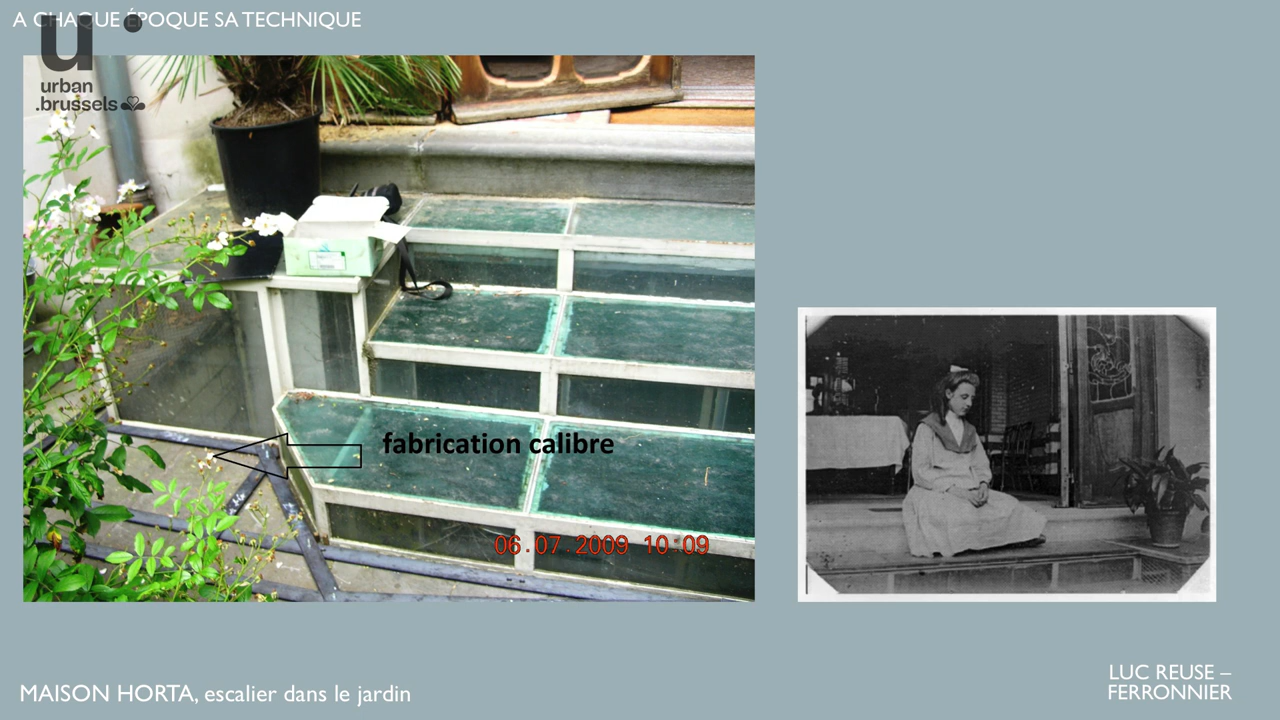 A CHAQUE ÉPOQUE SA TECHNIQUE
u
urban
.brussels
fabrication calibre
06.07.2009 10:09
MAISON HORTA, escalier dans le jardin
LUC REUSE –
FERRONNIER